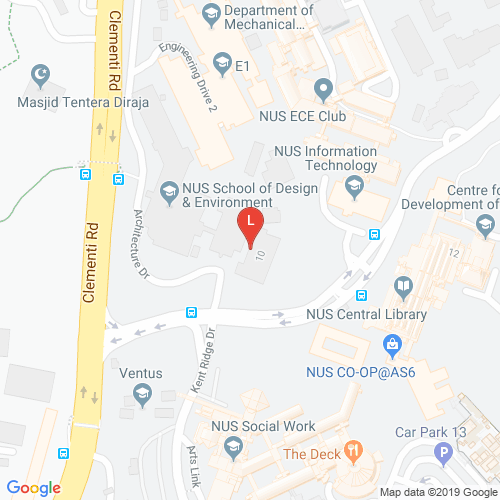 Department of
Mechanical...
Clementi Rd
Engineering Drive 2
E1
Masjid Tentera Diraja
NUS ECE Club
NUS Information
Technology
NUS School of Design
& Environment
Centre fo
Development of
L
Architecture Dr
10
12
Clementi Rd
NUS Central Library
Kent Ridge Dr
Ventus
NUS CO-OP@AS6
NUS Social Work
Car Park 13
The Deck
P
Arts Link
Google
Map data ©2019 Google